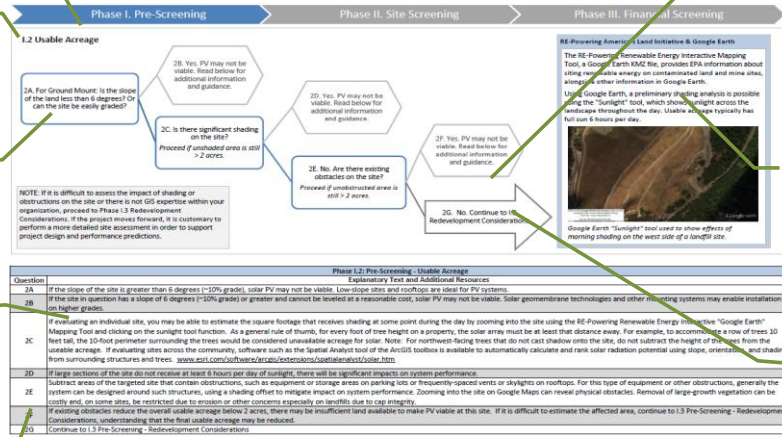 Phase I. Pre-Screening
Phase II. Site Screening
Phase III. Financial Screening
I.2 Usable Acreage
2A. For Ground Mount: Is the slope
of the land less than 6 degrees? Or
can the site be easily graded?
2B. Yes. PV may not be
viable. Read below for
additional information
and guidance.
2C. Is there significant shading
on the site?
Proceed if unshaded area is
> 2 acres.
2D. Yes. PV may not be
viable. Read below for
additional information
and guidance.
2E. No. Are there existing
obstacles on the site?
Proceed if unobstructed area is
still > 2 acres.
2F. Yes. PV may not be
viable. Read below for
additional information
and guidance.
2G. No. Continue to I.3
Redevelopment Considerations
NOTE: If it is difficult to assess the impact of shading or
obstructions on the site or there is not GIS expertise within your
organization, proceed to Phase I.3 Redevelopment
Considerations. If the project moves forward, it is customary to
perform a more detailed site assessment in order to support
project design and performance predictions.
RE-Powering America's Land Initiative & Google Earth
The RE-Powering Renewable Energy Interactive Mapping
Tool, a Google Earth KMZ file, provides EPA information about
siting renewable energy on contaminated land and mine sites,
alongside other information in Google Earth.
Using Google Earth, a preliminary shading analysis is possible
using the "Sunlight" tool, which shows sunlight across the
landscape throughout the day. Usable acreage typically has
full sun 6 hours per day.
Google earth
Google Earth "Sunlight" tool used to show effects of
morning shading on the west side of a landfill site.
Phase I.2: Pre-Screening - Usable Acreage
Question Explanatory Text and Additional Resources
2A If the slope of the site is greater than 6 degrees (~10% grade), solar PV may not be viable. Low-slope sites and rooftops are ideal for PV systems.
2B If the site in question has a slope of 6 degrees (~10% grade) or greater and cannot be leveled at a reasonable cost, solar PV may not be viable. Solar geomembrane technologies and other mounting systems may enable installation
on higher grades.
2C If evaluating an individual site, you may be able to estimate the square footage that receives shading at some point during the day by zooming into the site using the RE-Powering Renewable Energy Interactive "Google Earth"
Mapping Tool and clicking on the sunlight tool function. As a general rule of thumb, for every foot of tree height on a property, the solar array must be at that distance away. For example, to accommodate a row of trees 10
feet tall, the 10-foot perimeter surrounding the trees would be considered unavailable acreage for solar. Note: For northwest-facing trees that do not cast shadow onto the site, do not subtract the height of the trees from the
useable acreage. If evaluating sites across the community, software such as the Spatial Analyst tool of the ArcGIS toolbox is available to automatically calculate and rank solar radiation potential using slope, orientation, and shading
from surrounding structures and trees. www.esri.com/software/arcgis/extensions/spatialanalyst/solar.htm
2D If large sections of the site do not receive at least 6 hours per day of sunlight, there will be significant impacts on system performance.
2E Subtract areas of the targeted site that contain obstructions, such as equipment or storage areas on parking lots or frequently-spaced vents or skylights on rooftops. For this type of equipment or other obstructions, generally the
system can be designed around such structures, using a shading offset to mitigate impact on system performance. Zooming into the site on Google Maps can reveal physical obstacles. Removal of large-growth vegetation can be
costly and, on some sites, be restricted due to erosion or other concerns especially on landfills due to cap integrity.
If existing obstacles reduce the overall usable acreage below 2 acres, there may be insufficient land available to make PV viable at this site. If it is difficult to estimate the affected area, continue to I.3 Pre-Screening - Redevelopment
Considerations, understanding that the final usable acreage may be reduced.
2G Continue to I.3 Pre-Screening - Redevelopment Considerations